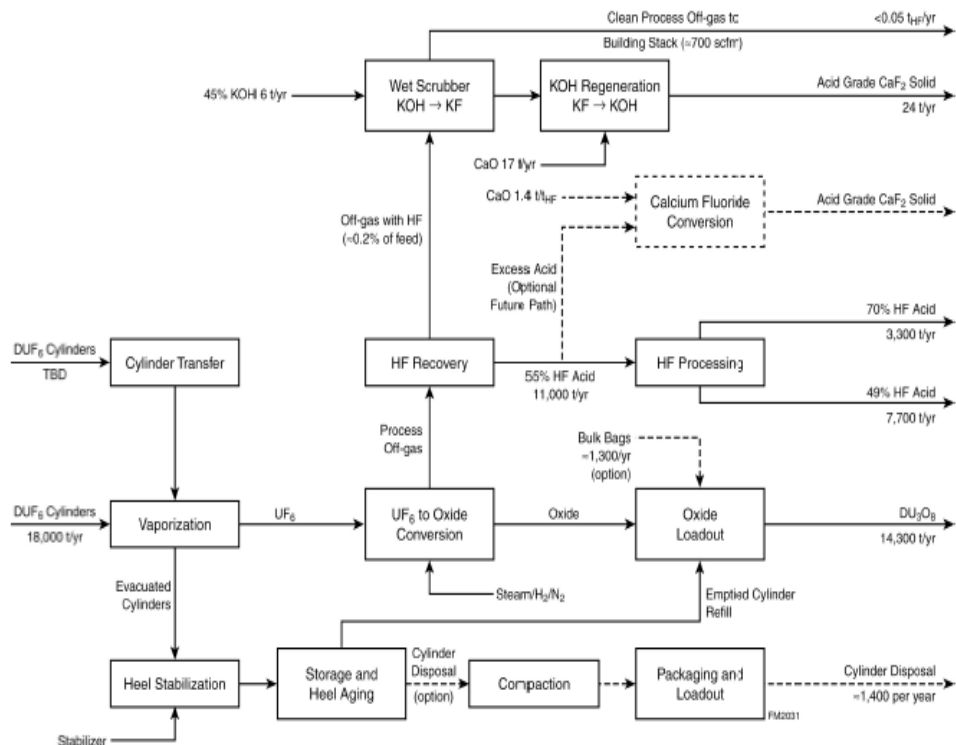 Clean Process Off-gas to
<0.05 tHF/yr
Building Stack (≈700 scfm)
45% KOH 6 t/yr
Wet Scrubber
KOH → KF
KOH Regeneration
KF → KOH
Acid Grade CaF₂ Solid
24 t/yr
CaO 17 t/yr
CaO 1.4 t/tHF
Calcium Fluoride
Conversion
Acid Grade CaF₂ Solid
Off-gas with HF
(≈0.2% of feed)
Excess Acid
(Optional
Future Path)
70% HF Acid
3,300 t/yr
DUF₆ Cylinders
TBD
Cylinder Transfer
HF Recovery
55% HF Acid
11,000 t/yr
HF Processing
49% HF Acid
7,700 t/yr
Process
Off-gas
Bulk Bags
≈1,300/yr
(option)
DUF₆ Cylinders
18,000 t/yr
Vaporization
UF₆
UF₆ to Oxide
Conversion
Oxide
Oxide
Loadout
DU₃O₈
14,300 t/yr
Evacuated
Cylinders
Steam/H₂/N₂
Emptied Cylinder
Refill
Heel Stabilization
Storage and
Heel Aging
Cylinder
Disposal
(option)
Compaction
Packaging and
Loadout
Cylinder Disposal
≈1,400 per year
FM2031
Stabilizer